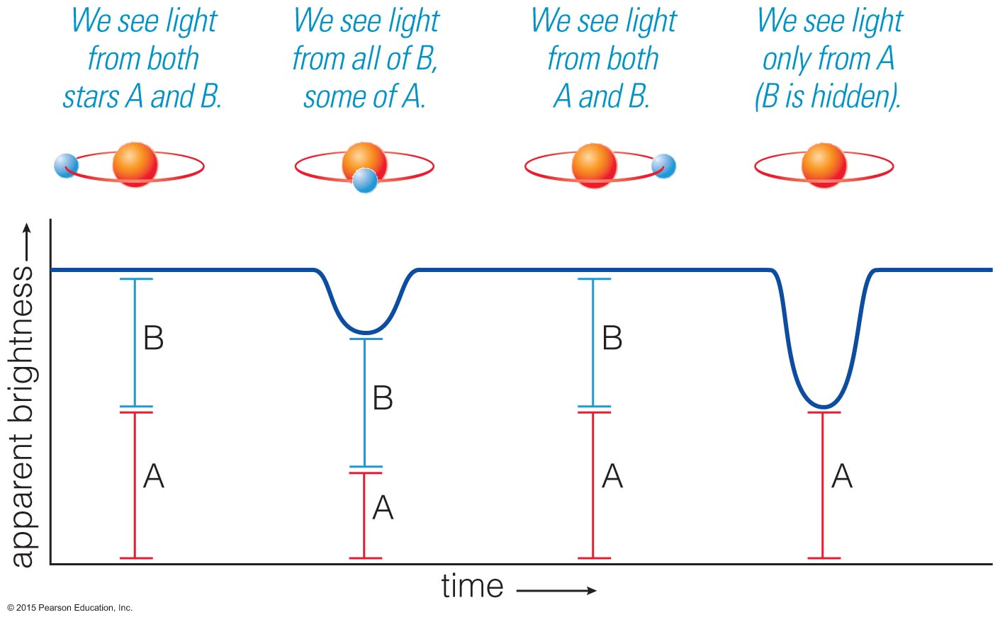 We see light
from both
stars A and B.
We see light
from all of B,
some of A.
We see light
from both
A and B.
We see light
only from A
(B is hidden).
apparent brightness
B
A
B
A
B
A
A
time
© 2015 Pearson Education, Inc.